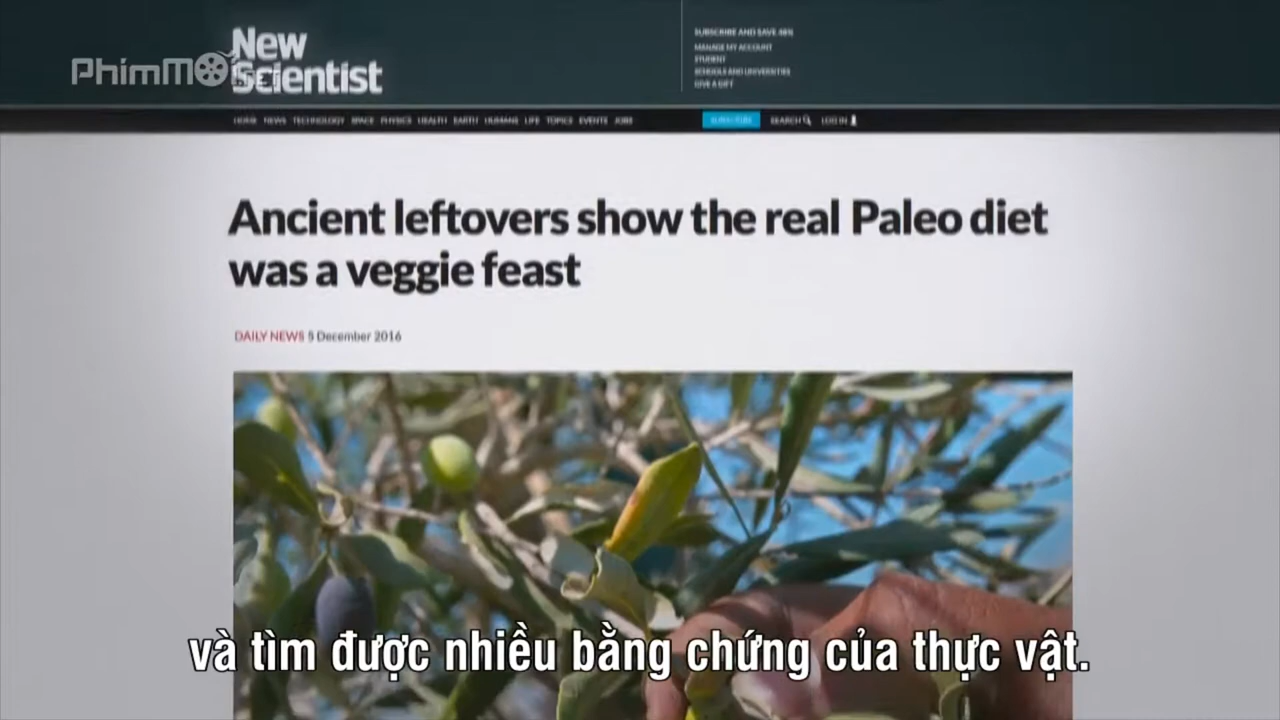 PhimMoi
.NET
New
Scientist
SUBSCRIBE AND SAVE
MANAGE MY ACCOUNT
STUDENT
SCHOOLS AND UNIVERSITIES
GIVE A GIFT
HOME NEWS TECHNOLOGY SPACE PHYSICS HEALTH EARTH HUMANS LIFE TOPICS EVENTS JOBS
SUBSCRIBE SEARCH LOG IN
Ancient leftovers show the real Paleo diet
was a veggie feast
DAILY NEWS 5 December 2016
và tìm được nhiều bằng chứng của thực vật.